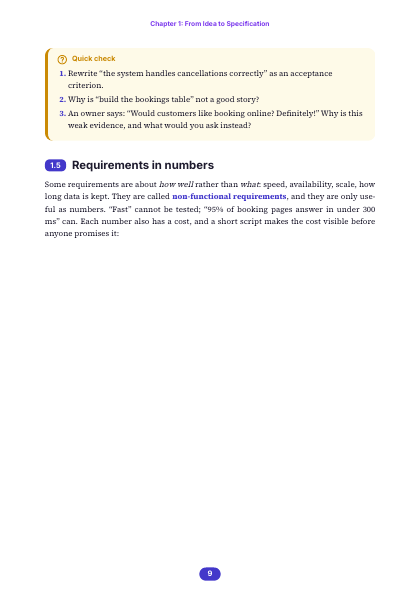 Chapter 1: From Idea to Specification
Quick check
1. Rewrite “the system handles cancellations correctly” as an acceptance
criterion.
2. Why is “build the bookings table” not a good story?
3. An owner says: “Would customers like booking online? Definitely!” Why is this
weak evidence, and what would you ask instead?
1.5 Requirements in numbers
Some requirements are about how well rather than what: speed, availability, scale, how
long data is kept. They are called non-functional requirements, and they are only use-
ful as numbers. “Fast” cannot be tested; “95% of booking pages answer in under 300
ms” can. Each number also has a cost, and a short script makes the cost visible before
anyone promises it:
9